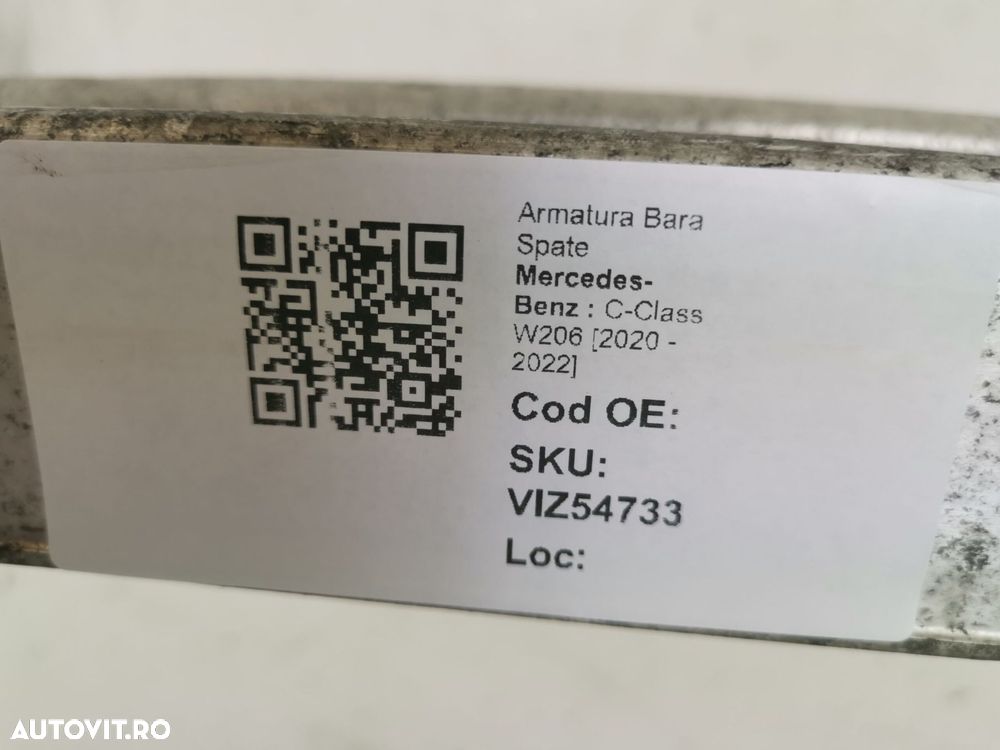 Armatura Bara
Spate
Mercedes-
Benz : C-Class
W206 [2020 -
2022]
Cod OE:
SKU:
VIZ54733
Loc:
AUTOVIT.RO